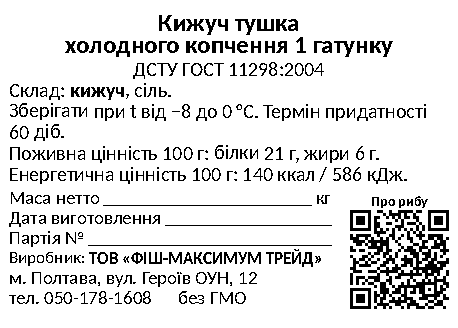 Кижуч тушка
холодного копчення 1 гатунку
ДСТУ ГОСТ 11298:2004
Склад: кижуч, сіль.
Зберігати при t від −8 до 0 °С. Термін придатності
60 діб.
Поживна цінність 100 г: білки 21 г, жири 6 г.
Енергетична цінність 100 г: 140 ккал / 586 кДж.
Маса нетто ____________________ кг
Дата виготовлення ________________
Партія № ________________________
Про рибу
Виробник: ТОВ «ФІШ-МАКСИМУМ ТРЕЙД»
м. Полтава, вул. Героїв ОУН, 12
тел. 050-178-1608 без ГМО